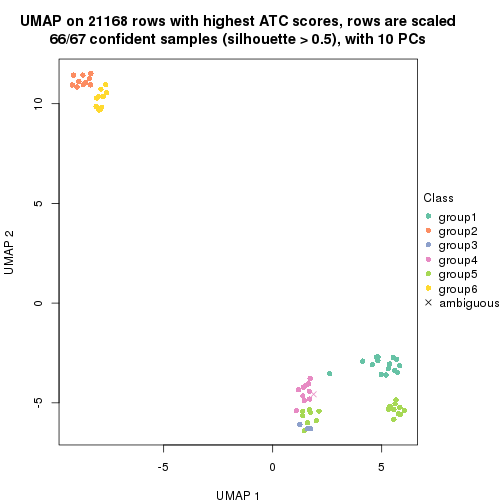 UMAP on 21168 rows with highest ATC scores, rows are scaled
66/67 confident samples (silhouette > 0.5), with 10 PCs
10
5
0
-5
UMAP 2
-5
0
5
UMAP 1
Class
group1
group2
group3
group4
group5
group6
ambiguous